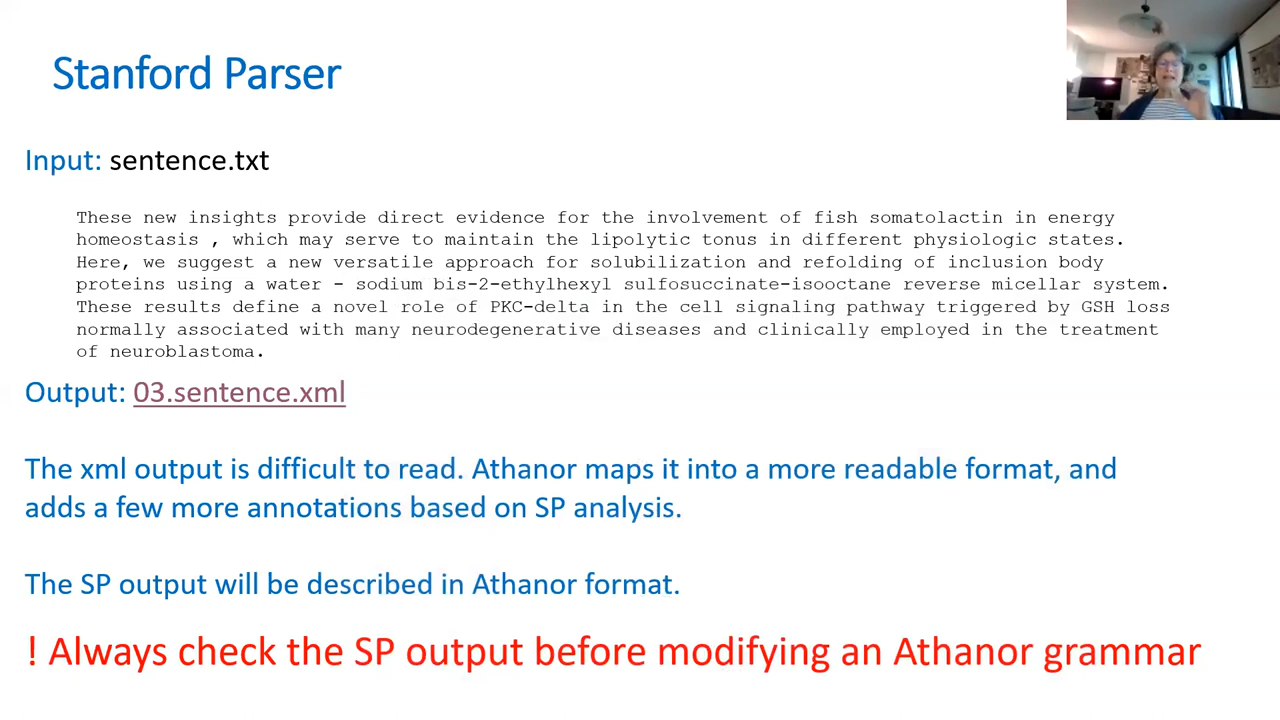 Stanford Parser
Input: sentence.txt
These new insights provide direct evidence for the involvement of fish somatolactin in energy
homeostasis , which may serve to maintain the lipolytic tonus in different physiologic states.
Here, we suggest a new versatile approach for solubilization and refolding of inclusion body
proteins using a water - sodium bis-2-ethylhexyl sulfosuccinate-isooctane reverse micellar system.
These results define a novel role of PKC-delta in the cell signaling pathway triggered by GSH loss
normally associated with many neurodegenerative diseases and clinically employed in the treatment
of neuroblastoma.
Output: 03.sentence.xml
The xml output is difficult to read. Athanor maps it into a more readable format, and
adds a few more annotations based on SP analysis.
The SP output will be described in Athanor format.
! Always check the SP output before modifying an Athanor grammar